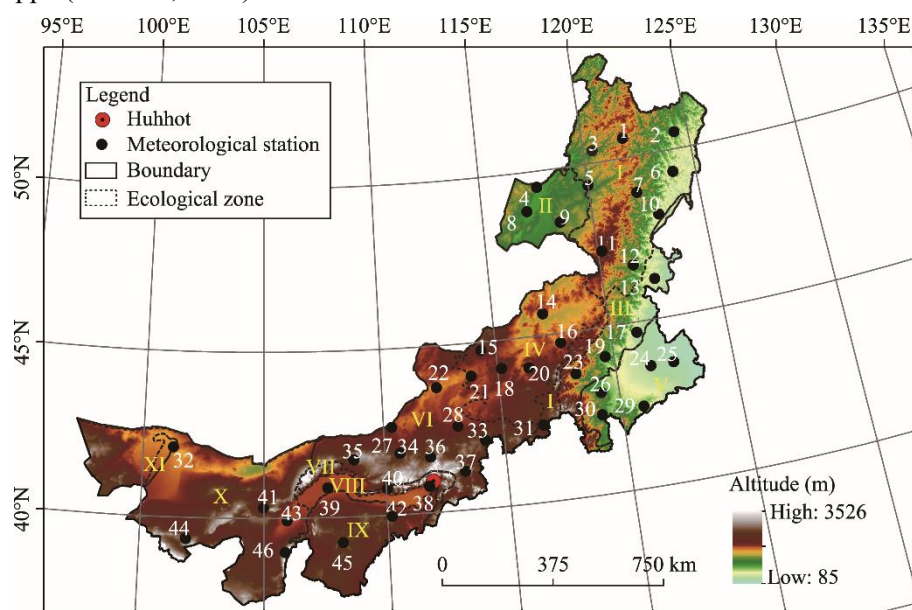 95°E 100°E 105°E 110°E 115°E 120°E 125°E 130°E 135°E
Legend
Huhhot
Meteorological station
Boundary
Ecological zone
50°N
45°N
40°N
1 2
3
I
5 7 6
4 II
8 9 10
11
12
13
14 III
15 16 17
IV 19 24 25
22 21 18 20 23 V
26
VI 28 I 30 29
27 33 31
XI 32 35 34 36
VII 37
X VIII 40
41 39 38
43 42
44 IX
46 45
Altitude (m)
High: 3526
Low: 85
0 375 750 km